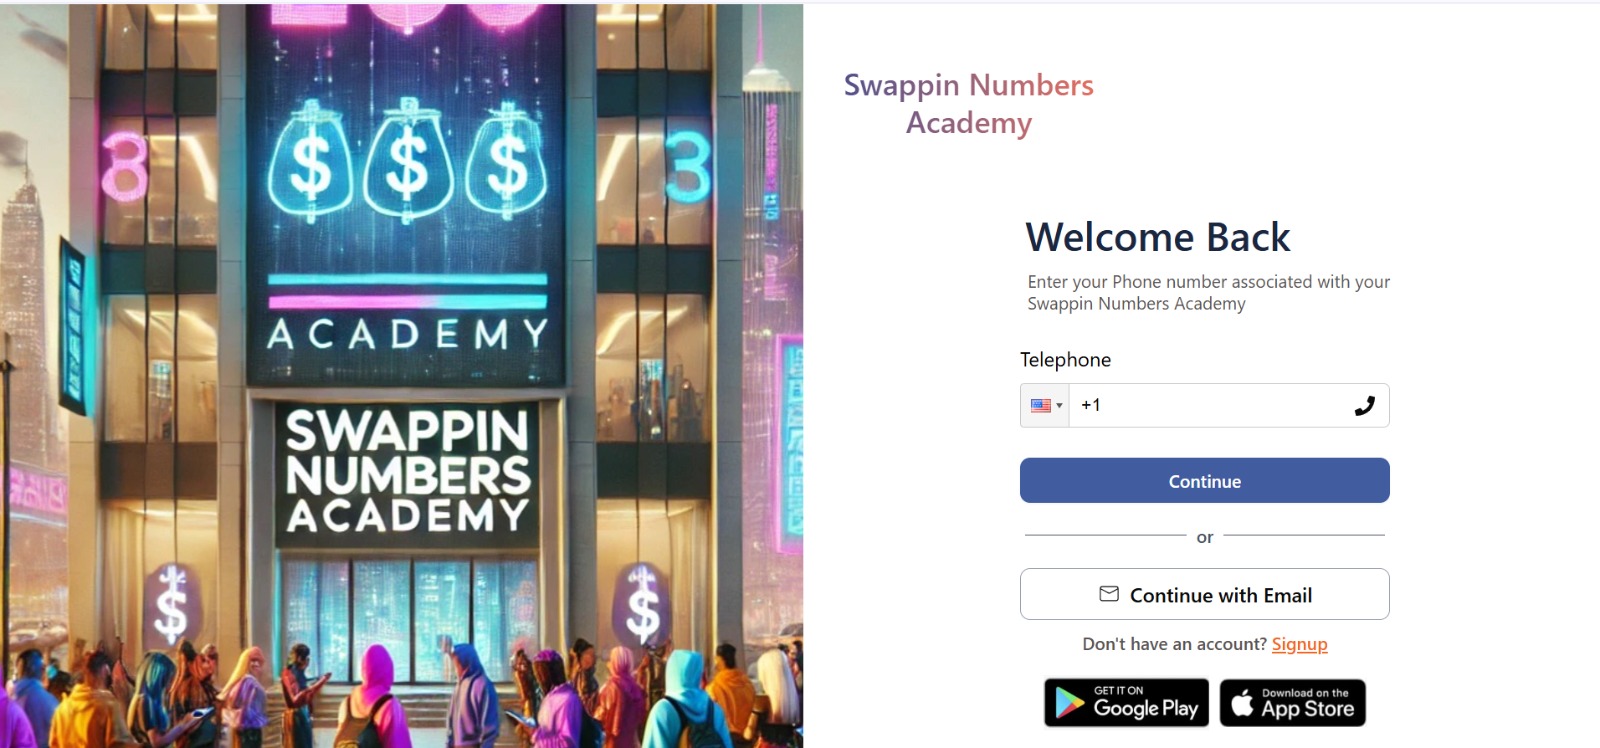 8
$ $ $
3
ACADEMY
SWAPPIN
NUMBERS
ACADEMY
$
$
Swappin Numbers
Academy
Welcome Back
Enter your Phone number associated with your
Swappin Numbers Academy
Telephone
+1
Continue
or
Continue with Email
Don't have an account? Signup
GET IT ON
Google Play
Download on the
App Store